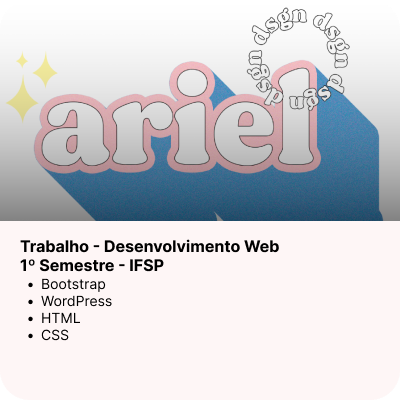 dsgn dsgn dsgn dsgn
ariel
Trabalho - Desenvolvimento Web
1º Semestre - IFSP
• Bootstrap
• WordPress
• HTML
• CSS